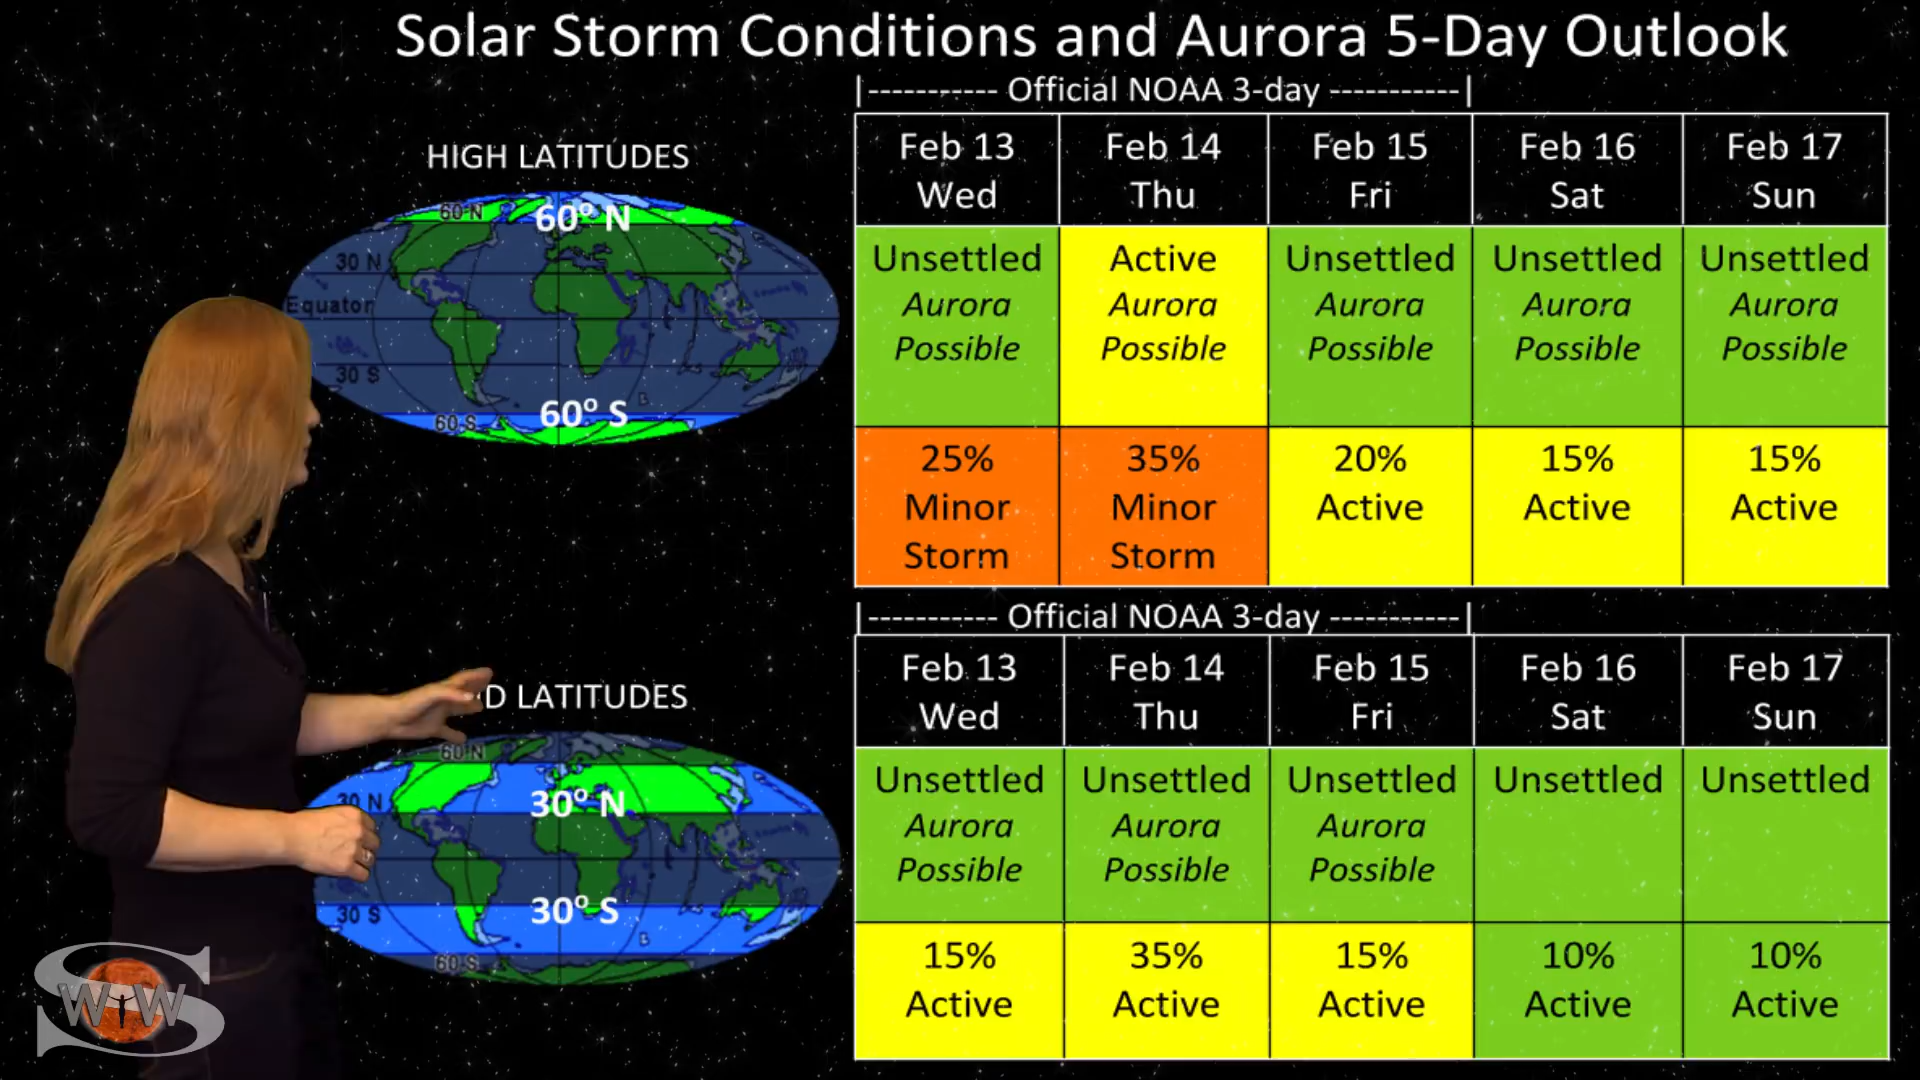 Solar Storm Conditions and Aurora 5-Day Outlook
|----------- Official NOAA 3-day -----------|
HIGH LATITUDES
60 N
60° N
30 N
Equator
30 S
60 S
60° S
Feb 13 Feb 14 Feb 15 Feb 16 Feb 17
Wed Thu Fri Sat Sun
Unsettled Active Unsettled Unsettled Unsettled
Aurora Aurora Aurora Aurora Aurora
Possible Possible Possible Possible Possible
25% 35% 20% 15% 15%
Minor Minor Active Active Active
Storm Storm
|----------- Official NOAA 3-day -----------|
D LATITUDES
60 N
30 N
30° N
30 S
30° S
60 S
Feb 13 Feb 14 Feb 15 Feb 16 Feb 17
Wed Thu Fri Sat Sun
Unsettled Unsettled Unsettled Unsettled Unsettled
Aurora Aurora Aurora
Possible Possible Possible
15% 35% 15% 10% 10%
Active Active Active Active Active
S
WTW